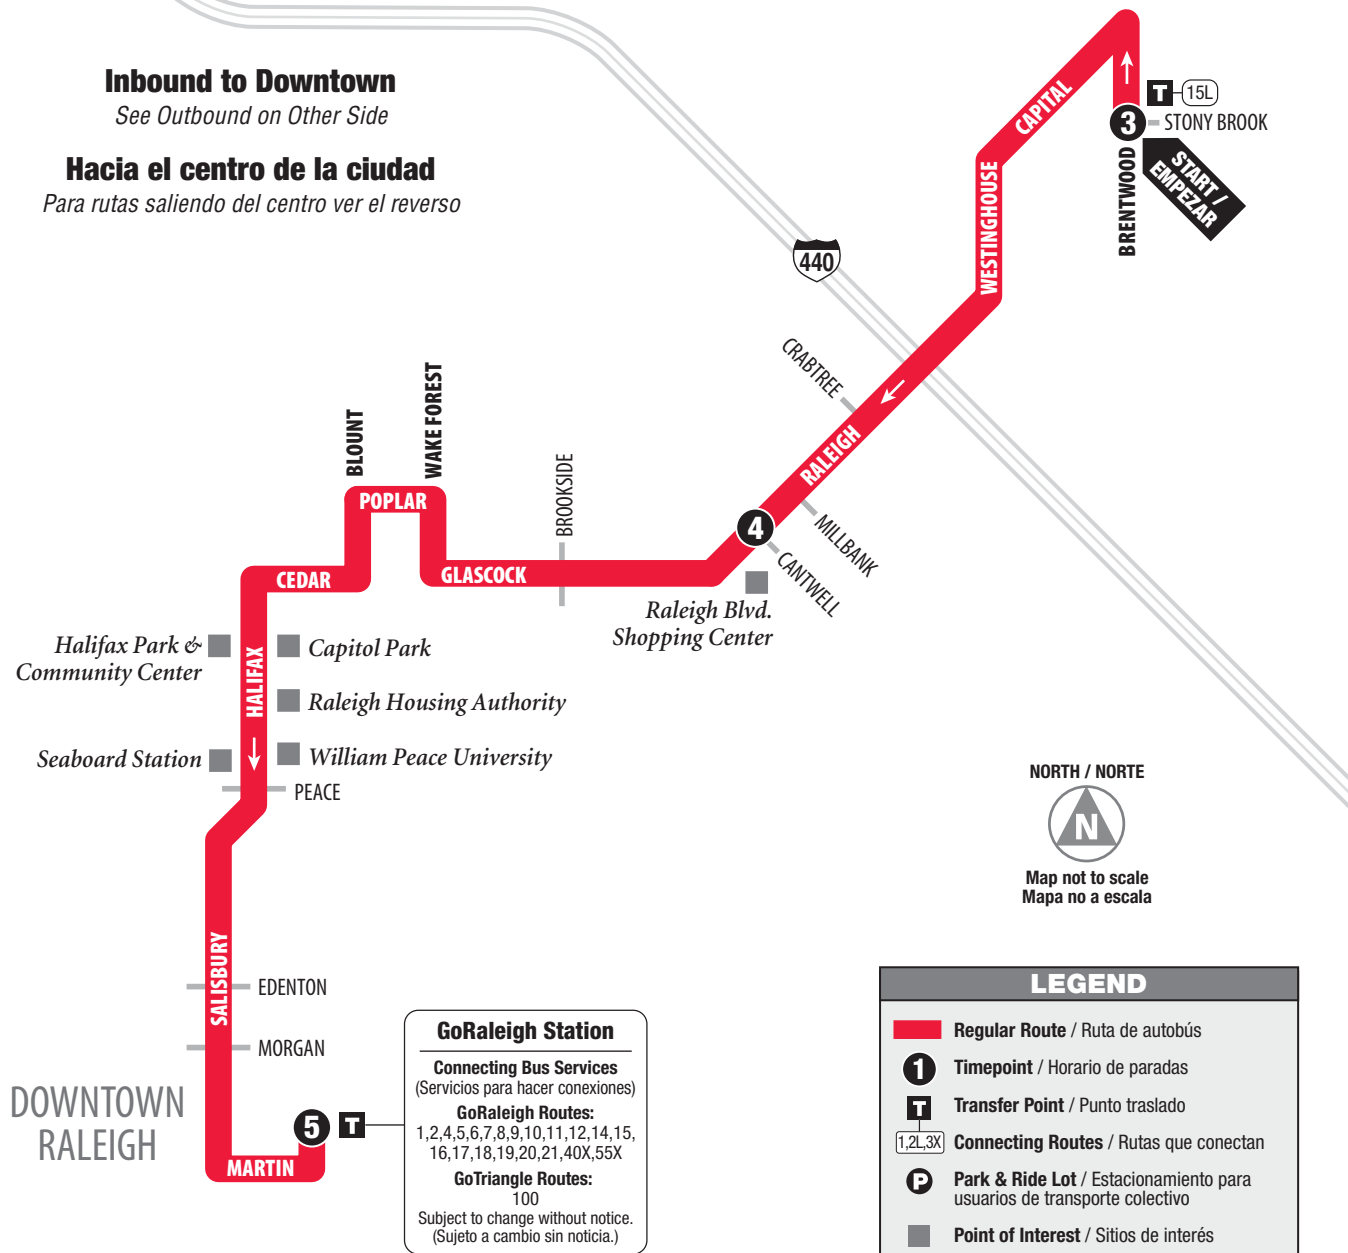 Inbound to Downtown
See Outbound on Other Side
Hacia el centro de la ciudad
Para rutas saliendo del centro ver el reverso
CAPITAL
T
15L
3
STONY BROOK
START /
EMPEZAR
BRENTWOOD
WESTINGHOUSE
440
CRABTREE
RALEIGH
MILLBANK
4
CANTWELL
Raleigh Blvd.
Shopping Center
BROOKSIDE
WAKE FOREST
BLOUNT
POPLAR
GLASCOCK
CEDAR
HALIFAX
Halifax Park &
Community Center
Capitol Park
Raleigh Housing Authority
Seaboard Station
William Peace University
PEACE
NORTH / NORTE
N
Map not to scale
Mapa no a escala
SALISBURY
EDENTON
MORGAN
DOWNTOWN
RALEIGH
MARTIN
5
T
GoRaleigh Station
Connecting Bus Services
(Servicios para hacer conexiones)
GoRaleigh Routes:
1,2,4,5,6,7,8,9,10,11,12,14,15,
16,17,18,19,20,21,40X,55X
GoTriangle Routes:
100
Subject to change without notice.
(Sujeto a cambio sin noticia.)
LEGEND
Regular Route / Ruta de autobús
1 Timepoint / Horario de paradas
T Transfer Point / Punto traslado
1,2L,3X Connecting Routes / Rutas que conectan
P Park & Ride Lot / Estacionamiento para
usuarios de transporte colectivo
Point of Interest / Sitios de interés